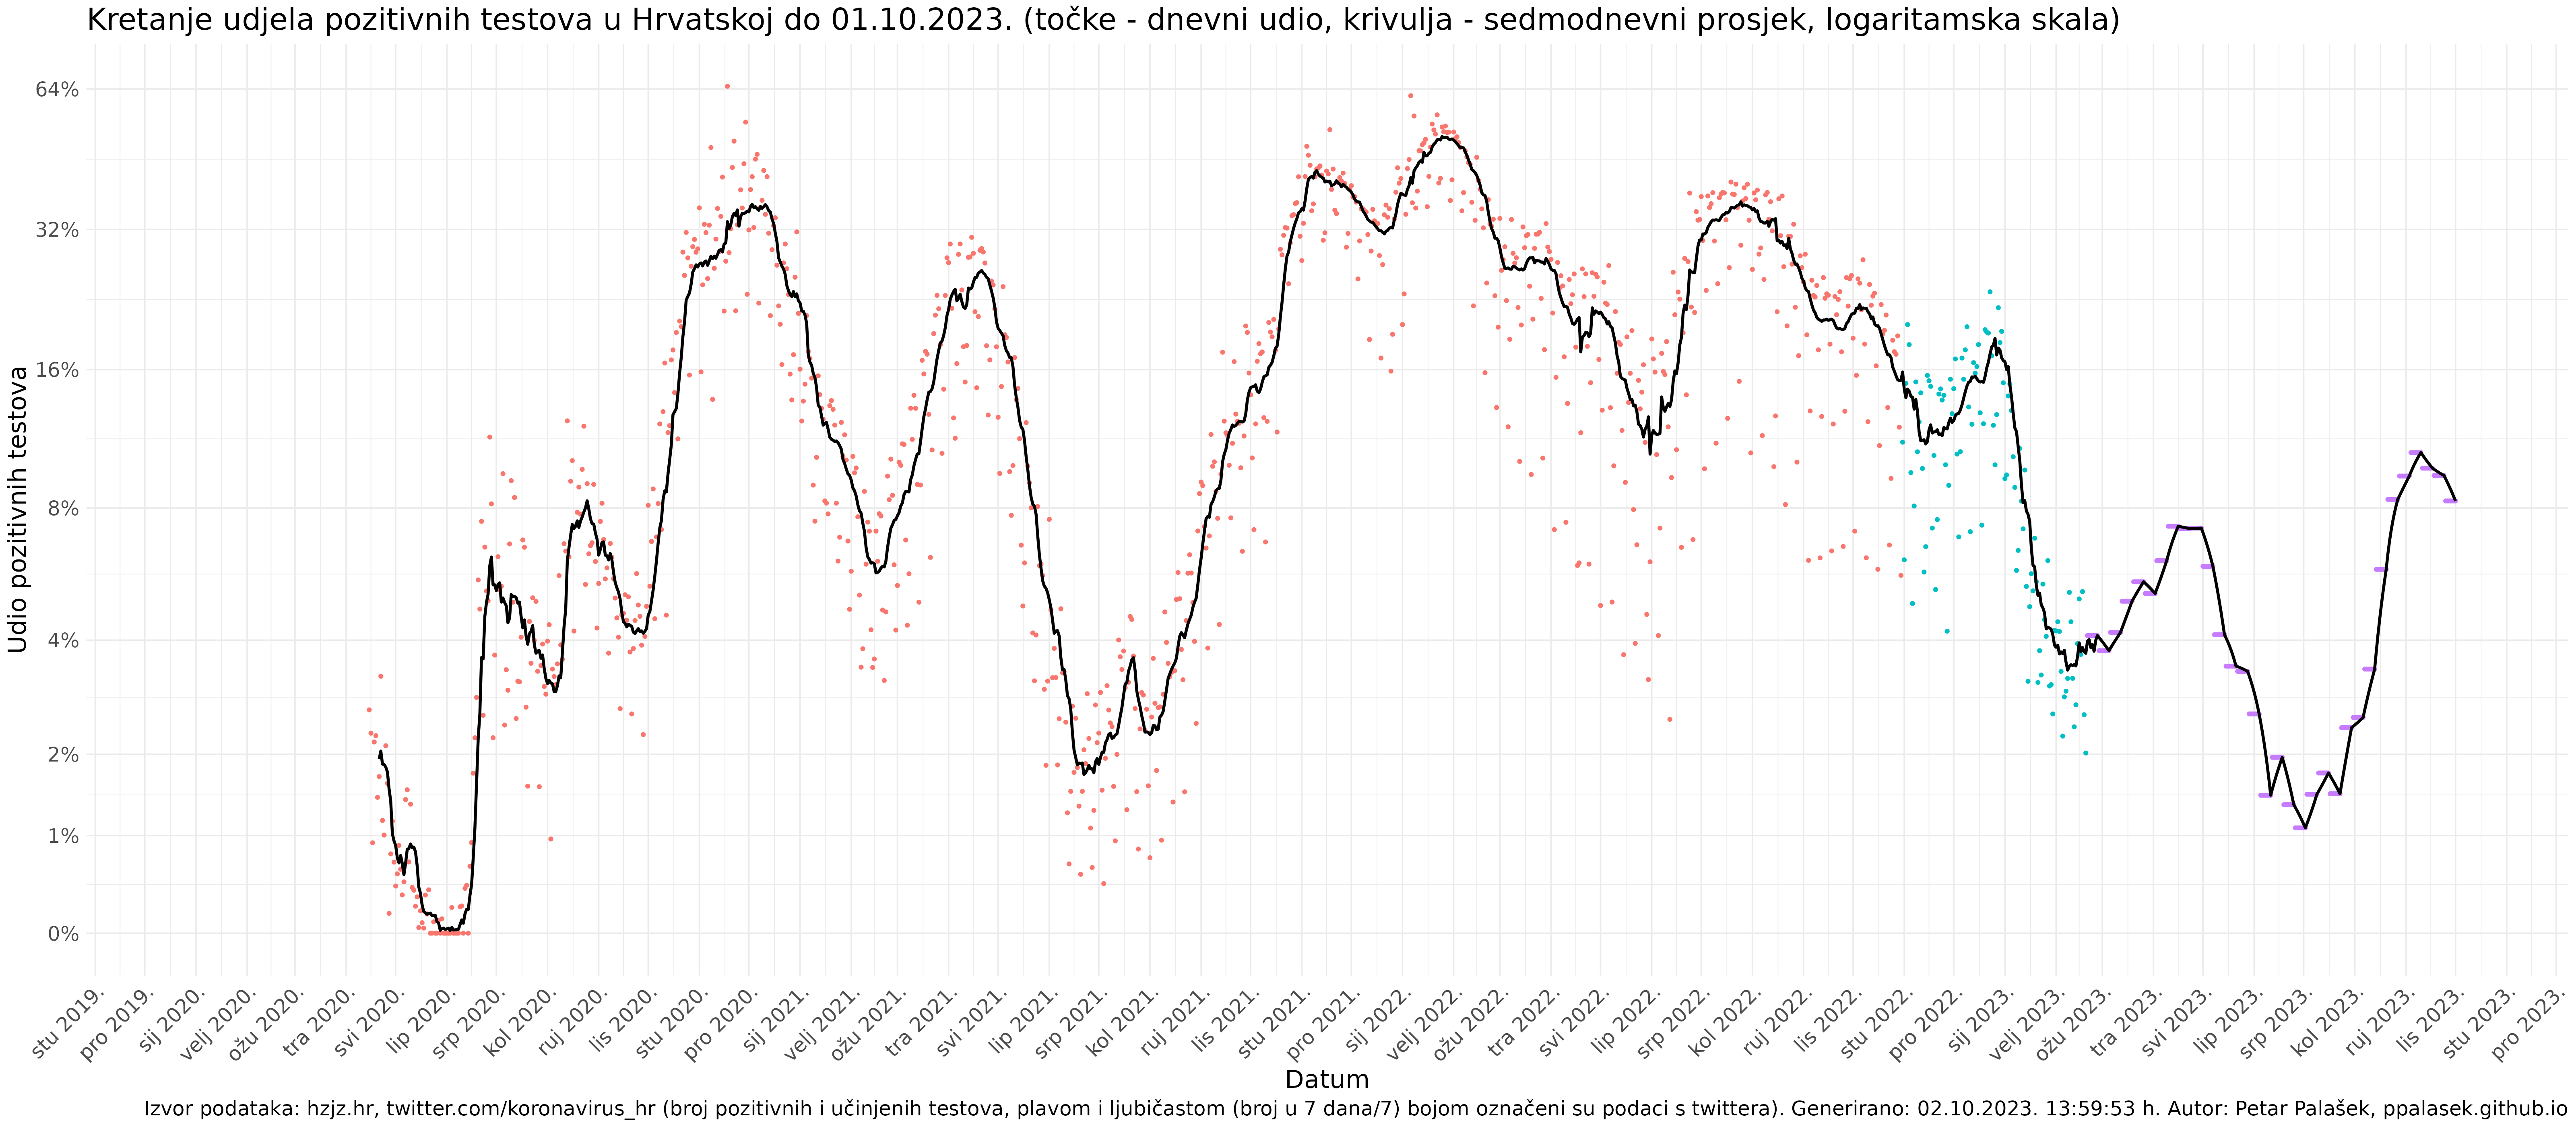 Kretanje udjela pozitivnih testova u Hrvatskoj do 01.10.2023. (točke - dnevni udio, krivulja - sedmodnevni prosjek, logaritamska skala)
Udio pozitivnih testova
64%
32%
16%
8%
4%
2%
1%
0%
stu 2019.
pro 2019.
sij 2020.
velj 2020.
ožu 2020.
tra 2020.
svi 2020.
lip 2020.
srp 2020.
kol 2020.
ruj 2020.
lis 2020.
stu 2020.
pro 2020.
sij 2021.
velj 2021.
ožu 2021.
tra 2021.
svi 2021.
lip 2021.
srp 2021.
kol 2021.
ruj 2021.
lis 2021.
stu 2021.
pro 2021.
sij 2022.
velj 2022.
ožu 2022.
tra 2022.
svi 2022.
lip 2022.
srp 2022.
kol 2022.
ruj 2022.
lis 2022.
stu 2022.
pro 2022.
sij 2023.
velj 2023.
ožu 2023.
tra 2023.
svi 2023.
lip 2023.
srp 2023.
kol 2023.
ruj 2023.
lis 2023.
stu 2023.
pro 2023.
Datum
Izvor podataka: hzjz.hr, twitter.com/koronavirus_hr (broj pozitivnih i učinjenih testova, plavom i ljubičastom (broj u 7 dana/7) bojom označeni su podaci s twittera). Generirano: 02.10.2023. 13:59:53 h. Autor: Petar Palašek, ppalasek.github.io